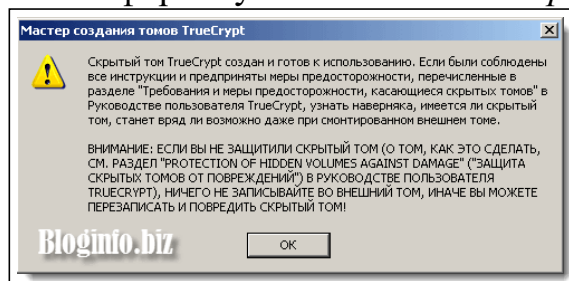 Мастер создания томов TrueCrypt
Скрытый том TrueCrypt создан и готов к использованию. Если были соблюдены
все инструкции и предприняты меры предосторожности, перечисленные в
разделе "Требования и меры предосторожности, касающиеся скрытых томов" в
Руководстве пользователя TrueCrypt, узнать наверняка, имеется ли скрытый
том, станет вряд ли возможно даже при смонтированном внешнем томе.
ВНИМАНИЕ: ЕСЛИ ВЫ НЕ ЗАЩИТИЛИ СКРЫТЫЙ ТОМ (О ТОМ, КАК ЭТО СДЕЛАТЬ,
СМ. РАЗДЕЛ "PROTECTION OF HIDDEN VOLUMES AGAINST DAMAGE" ("ЗАЩИТА
СКРЫТЫХ ТОМОВ ОТ ПОВРЕЖДЕНИЙ") В РУКОВОДСТВЕ ПОЛЬЗОВАТЕЛЯ
TRUECRYPT), НИЧЕГО НЕ ЗАПИСЫВАЙТЕ ВО ВНЕШНИЙ ТОМ, ИНАЧЕ ВЫ МОЖЕТЕ
ПЕРЕЗАПИСАТЬ И ПОВРЕДИТЬ СКРЫТЫЙ ТОМ!
Bloginfo.biz
OK